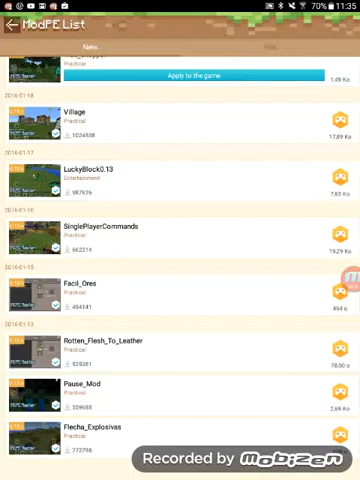 70% 11:35
ModPE List
New
Practical
Apply to the game
1,49 Ko
2016-01-18
Village
Practical
1024538
17,89 Ko
2016-01-17
LuckyBlock0.13
Entertainment
987626
7,63 Ko
2016-01-16
SinglePlayerCommands
Practical
662214
19,29 Ko
2016-01-15
Facil_Ores
Practical
494141
464 o
2016-01-13
Rotten_Flesh_To_Leather
Practical
525361
78,00 o
Pause_Mod
Practical
559688
2,69 Ko
Flecha_Explosivas
Practical
772798
Recorded by Mobizen